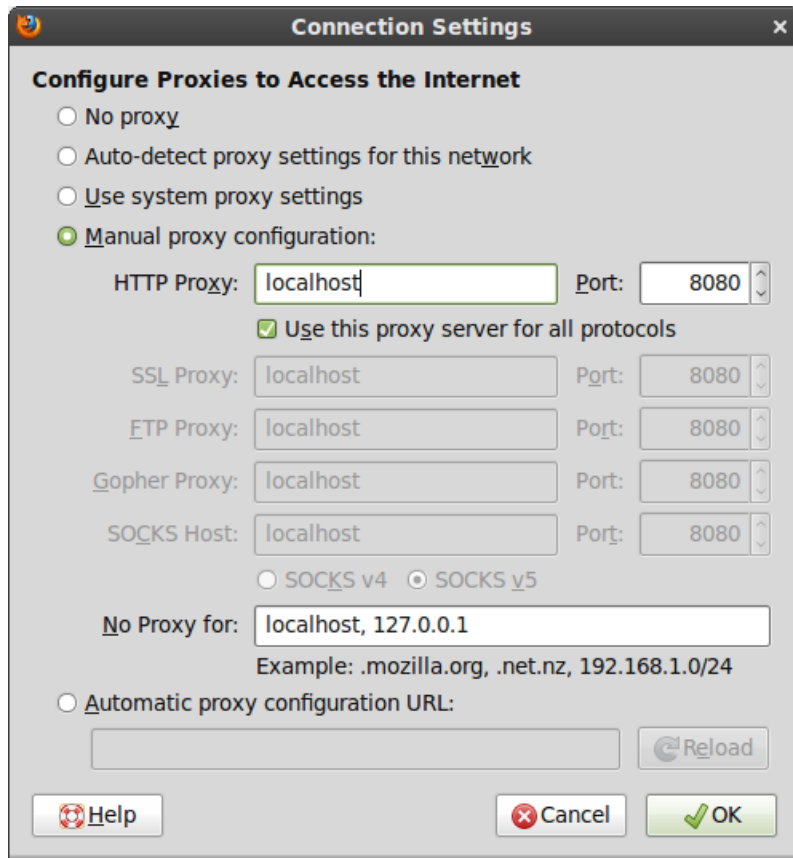 Connection Settings
Configure Proxies to Access the Internet
No proxy
Auto-detect proxy settings for this network
Use system proxy settings
Manual proxy configuration:
HTTP Proxy: localhost Port: 8080
Use this proxy server for all protocols
SSL Proxy: localhost Port: 8080
FTP Proxy: localhost Port: 8080
Gopher Proxy: localhost Port: 8080
SOCKS Host: localhost Port: 8080
SOCKS v4 SOCKS v5
No Proxy for: localhost, 127.0.0.1
Example: .mozilla.org, .net.nz, 192.168.1.0/24
Automatic proxy configuration URL:
Reload
Help Cancel OK